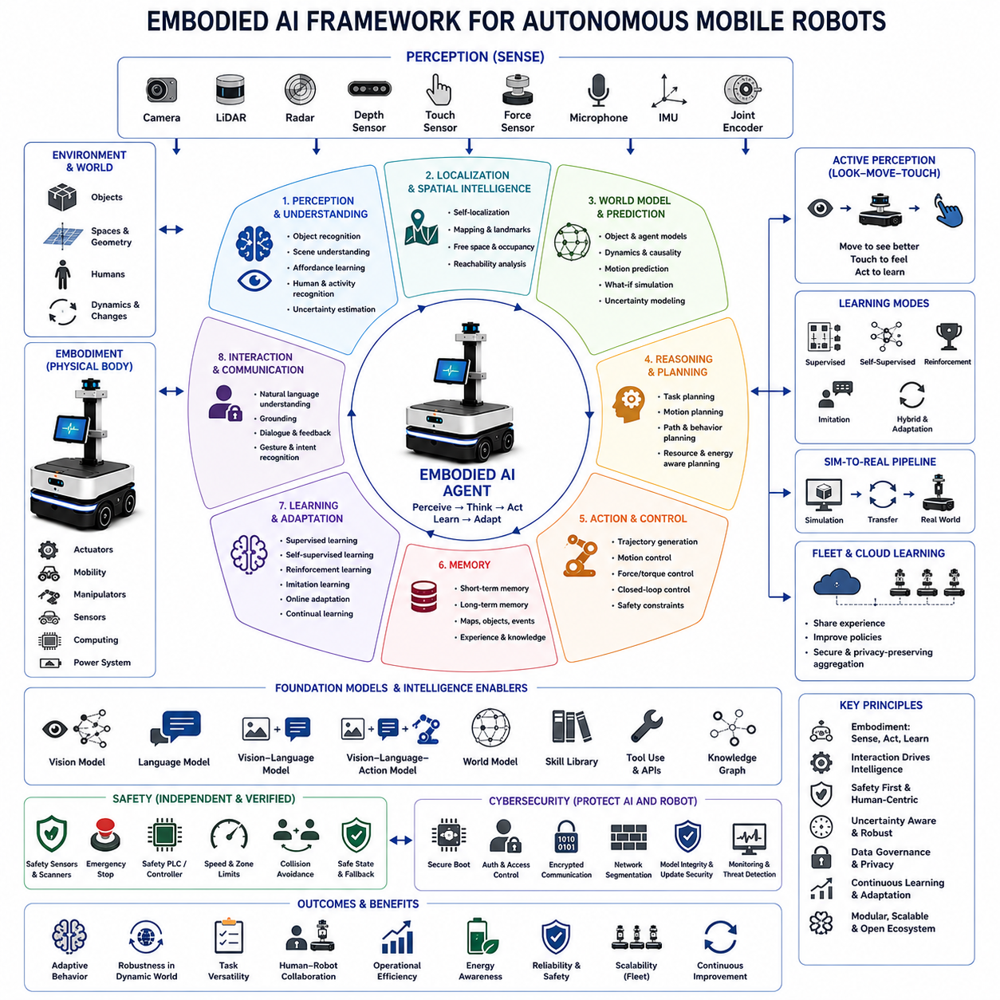 EMBODIED AI FRAMEWORK FOR AUTONOMOUS MOBILE ROBOTS
PERCEPTION (SENSE)
Camera
LiDAR
Radar
Depth
Sensor
Touch
Sensor
Force
Sensor
Microphone
IMU
Joint
Encoder
ENVIRONMENT
& WORLD
Objects
Spaces &
Geometry
Humans
Dynamics &
Changes
EMBODIMENT
(PHYSICAL BODY)
Actuators
Mobility
Manipulators
Sensors
Computing
Power System
1. PERCEPTION
& UNDERSTANDING
• Object recognition
• Scene understanding
• Affordance learning
• Human & activity
recognition
• Uncertainty estimation
2. LOCALIZATION
& SPATIAL INTELLIGENCE
• Self-localization
• Mapping & landmarks
• Free space & occupancy
• Reachability analysis
3. WORLD MODEL
& PREDICTION
• Object & agent models
• Dynamics & causality
• Motion prediction
• What-if simulation
• Uncertainty modeling
4. REASONING
& PLANNING
• Task planning
• Motion planning
• Path & behavior
planning
• Resource & energy
aware planning
5. ACTION & CONTROL
• Trajectory generation
• Motion control
• Force/torque control
• Closed-loop control
• Safety constraints
6. MEMORY
• Short-term memory
• Long-term memory
• Maps, objects, events
• Experience & knowledge
7. LEARNING
& ADAPTATION
• Supervised learning
• Self-supervised learning
• Reinforcement learning
• Imitation learning
• Online adaptation
• Continual learning
8. INTERACTION
& COMMUNICATION
• Natural language
understanding
• Grounding
• Dialogue & feedback
• Gesture & intent
recognition
EMBODIED AI
AGENT
Perceive → Think → Act
Learn → Adapt
ACTIVE PERCEPTION
(LOOK–MOVE–TOUCH)
Move to see better
Touch to feel
Act to learn
LEARNING MODES
Supervised
Self-Supervised
Reinforcement
Imitation
Hybrid &
Adaptation
SIM-TO-REAL PIPELINE
Simulation
Transfer
Real World
FLEET & CLOUD LEARNING
• Share experience
• Improve policies
• Secure & privacy-preserving
aggregation
FOUNDATION MODELS & INTELLIGENCE ENABLERS
Vision Model
Language Model
Vision–Language
Model
Vision–Language–
Action Model
World Model
Skill Library
Tool Use
& APIs
Knowledge
Graph
SAFETY (INDEPENDENT & VERIFIED)
Safety Sensors
& Scanners
Emergency
Stop
Safety PLC /
Controller
Speed & Zone
Limits
Collision
Avoidance
Safe State
& Fallback
CYBERSECURITY (PROTECT AI AND ROBOT)
Secure Boot
Auth & Access
Control
1010
0101
Encrypted
Communication
Network
Segmentation
Model Integrity &
Update Security
Monitoring &
Threat Detection
OUTCOMES & BENEFITS
Adaptive
Behavior
Robustness in
Dynamic World
Task
Versatility
Human–Robot
Collaboration
Operational
Efficiency
Energy
Awareness
Reliability &
Safety
Scalability
(Fleet)
Continuous
Improvement
KEY PRINCIPLES
Embodiment:
Sense, Act, Learn
Interaction Drives
Intelligence
Safety First &
Human-Centric
Uncertainty Aware
& Robust
Data Governance
& Privacy
Continuous Learning
& Adaptation
Modular, Scalable
& Open Ecosystem